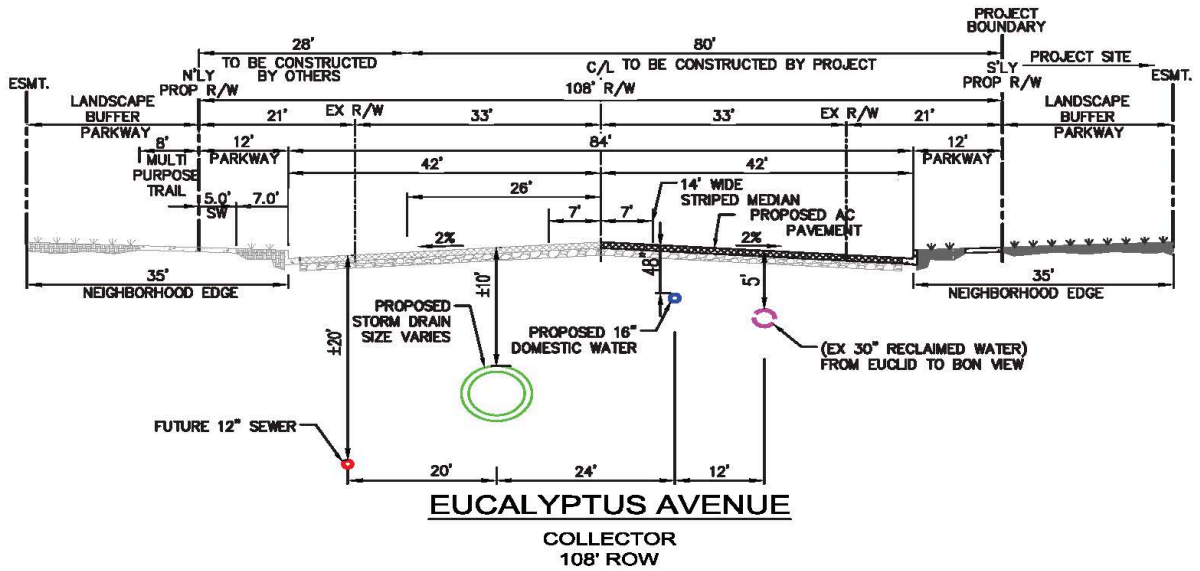 PROJECT
BOUNDARY
28'
80'
TO BE CONSTRUCTED
BY OTHERS
C/L
TO BE CONSTRUCTED BY PROJECT
PROJECT SITE
ESMT.
N'LY
PROP R/W
108' R/W
S'LY
PROP R/W
ESMT.
LANDSCAPE
BUFFER
PARKWAY
21'
EX R/W
33'
33'
EX R/W
21'
LANDSCAPE
BUFFER
PARKWAY
8'
12'
84'
12'
MULTI
PURPOSE
TRAIL
PARKWAY
42'
42'
PARKWAY
5.0'
SW
7.0'
26'
7'
7'
14' WIDE
STRIPED MEDIAN
PROPOSED AC
PAVEMENT
2%
2%
48"
5'
±10'
±20'
35'
NEIGHBORHOOD EDGE
35'
NEIGHBORHOOD EDGE
PROPOSED
STORM DRAIN
SIZE VARIES
PROPOSED 16"
DOMESTIC WATER
(EX 30" RECLAIMED WATER)
FROM EUCLID TO BON VIEW
FUTURE 12" SEWER
20'
24'
12'
EUCALYPTUS AVENUE
COLLECTOR
108' ROW